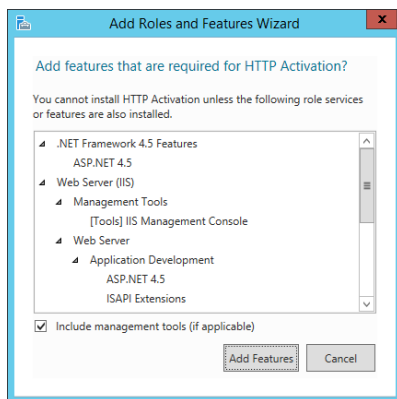 Add Roles and Features Wizard
Add features that are required for HTTP Activation?
You cannot install HTTP Activation unless the following role services
or features are also installed.
.NET Framework 4.5 Features
ASP.NET 4.5
Web Server (IIS)
Management Tools
[Tools] IIS Management Console
Web Server
Application Development
ASP.NET 4.5
ISAPI Extensions
Include management tools (if applicable)
Add Features
Cancel